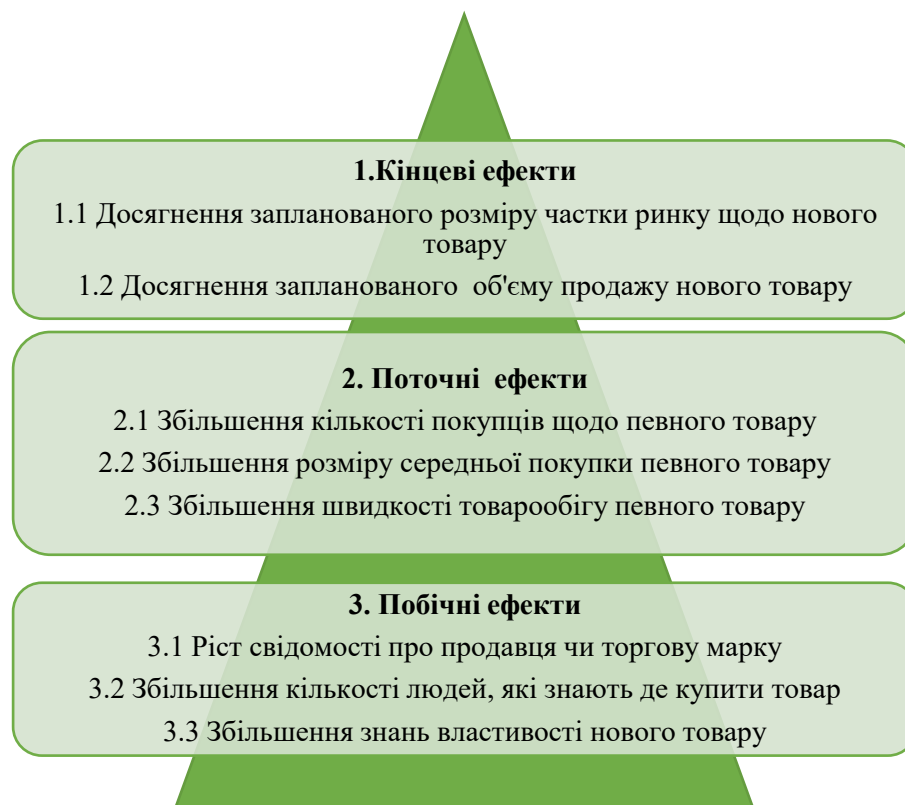 1.Кінцеві ефекти
1.1 Досягнення запланованого розміру частки ринку щодо нового
товару
1.2 Досягнення запланованого  об'єму продажу нового товару
2. Поточні  ефекти
2.1 Збільшення кількості покупців щодо певного товару
2.2 Збільшення розміру середньої покупки певного товару
2.3 Збільшення швидкості товарообігу певного товару
3. Побічні ефекти
3.1 Ріст свідомості про продавця чи торгову марку
3.2 Збільшення кількості людей, які знають де купити товар
3.3 Збільшення знань властивості нового товару